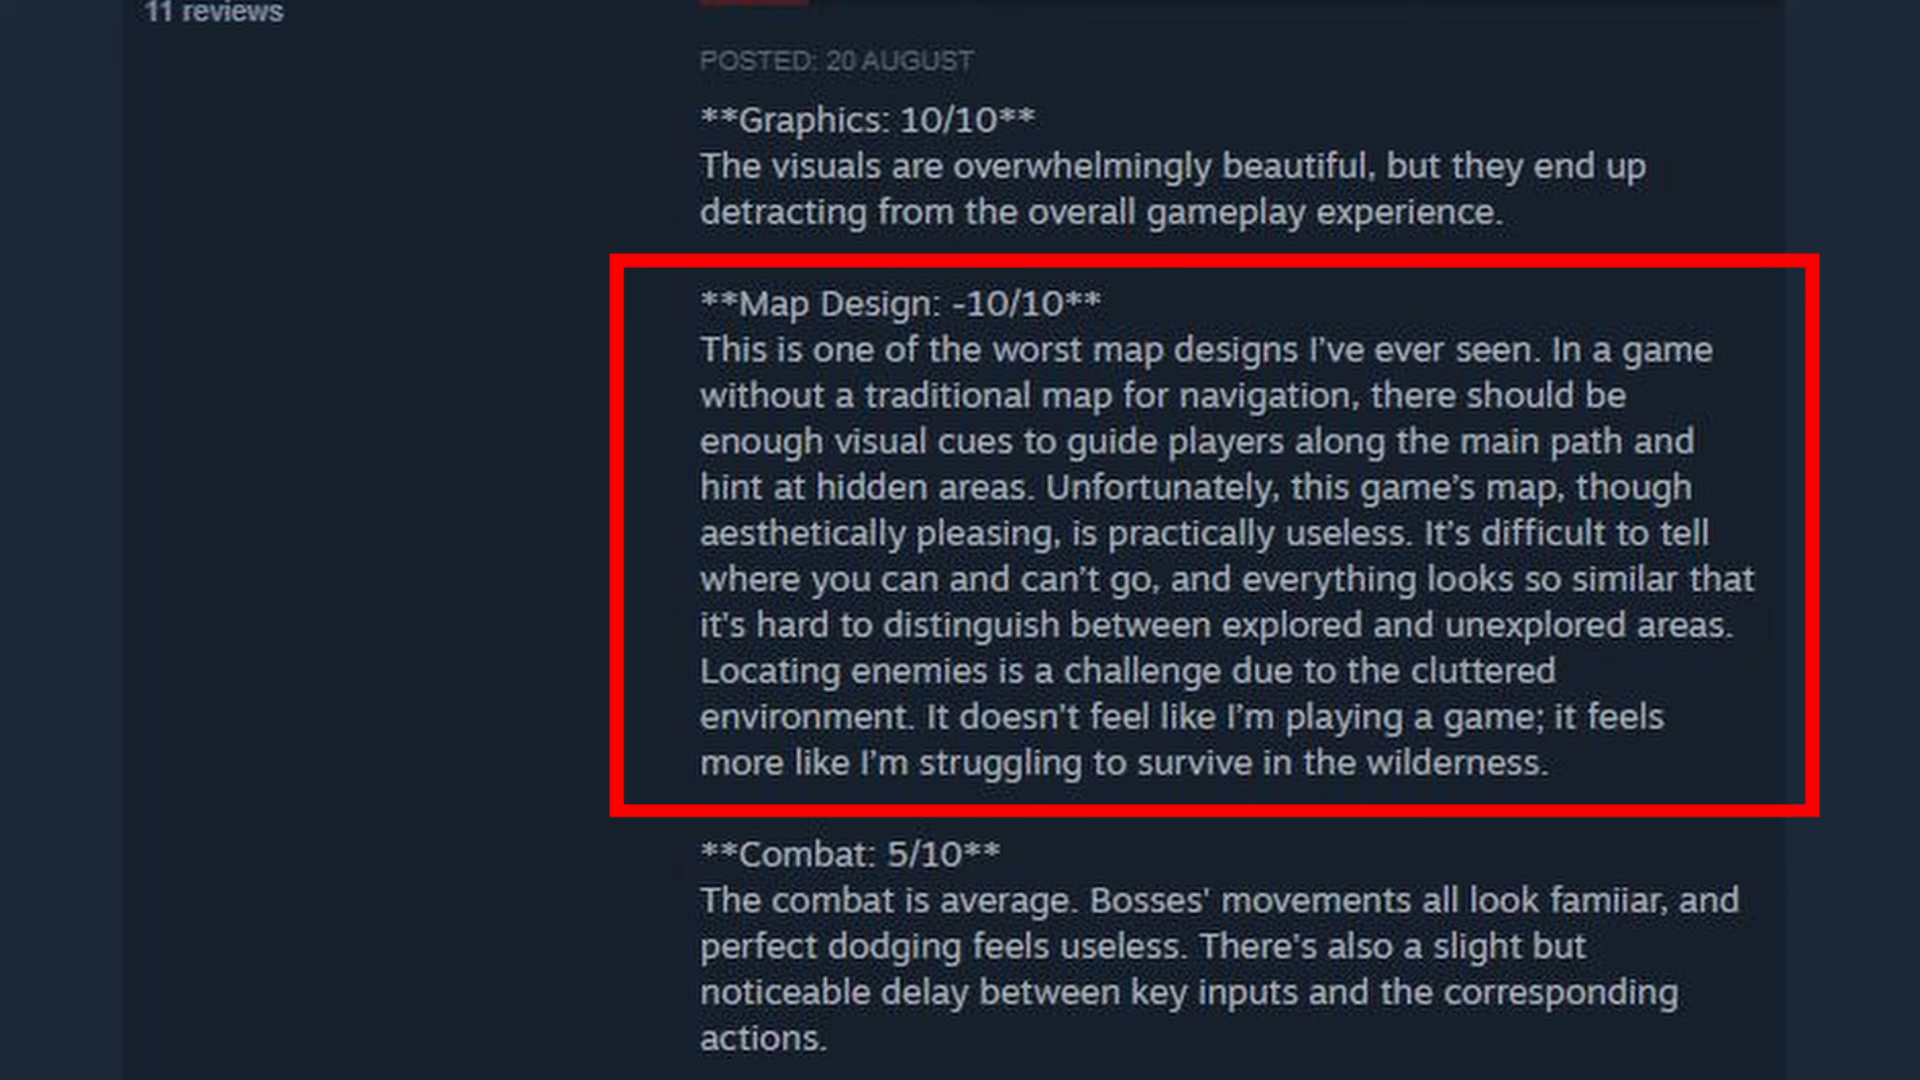 11 reviews
POSTED: 20 AUGUST
**Graphics: 10/10**
The visuals are overwhelmingly beautiful, but they end up
detracting from the overall gameplay experience.
**Map Design: -10/10**
This is one of the worst map designs I've ever seen. In a game
without a traditional map for navigation, there should be
enough visual cues to guide players along the main path and
hint at hidden areas. Unfortunately, this game's map, though
aesthetically pleasing, is practically useless. It's difficult to tell
where you can and can't go, and everything looks so similar that
it's hard to distinguish between explored and unexplored areas.
Locating enemies is a challenge due to the cluttered
environment. It doesn't feel like I'm playing a game; it feels
more like I'm struggling to survive in the wilderness.
**Combat: 5/10**
The combat is average. Bosses' movements all look famiiar, and
perfect dodging feels useless. There's also a slight but
noticeable delay between key inputs and the corresponding
actions.